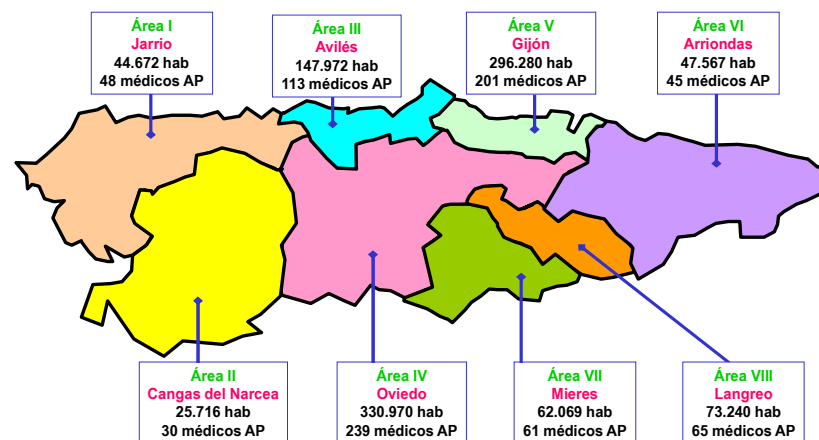 Área I
Jarrio
44.672 hab
48 médicos AP
Área III
Avilés
147.972 hab
113 médicos AP
Área V
Gijón
296.280 hab
201 médicos AP
Área VI
Arriondas
47.567 hab
45 médicos AP
Área II
Cangas del Narcea
25.716 hab
30 médicos AP
Área IV
Oviedo
330.970 hab
239 médicos AP
Área VII
Mieres
62.069 hab
61 médicos AP
Área VIII
Langreo
73.240 hab
65 médicos AP